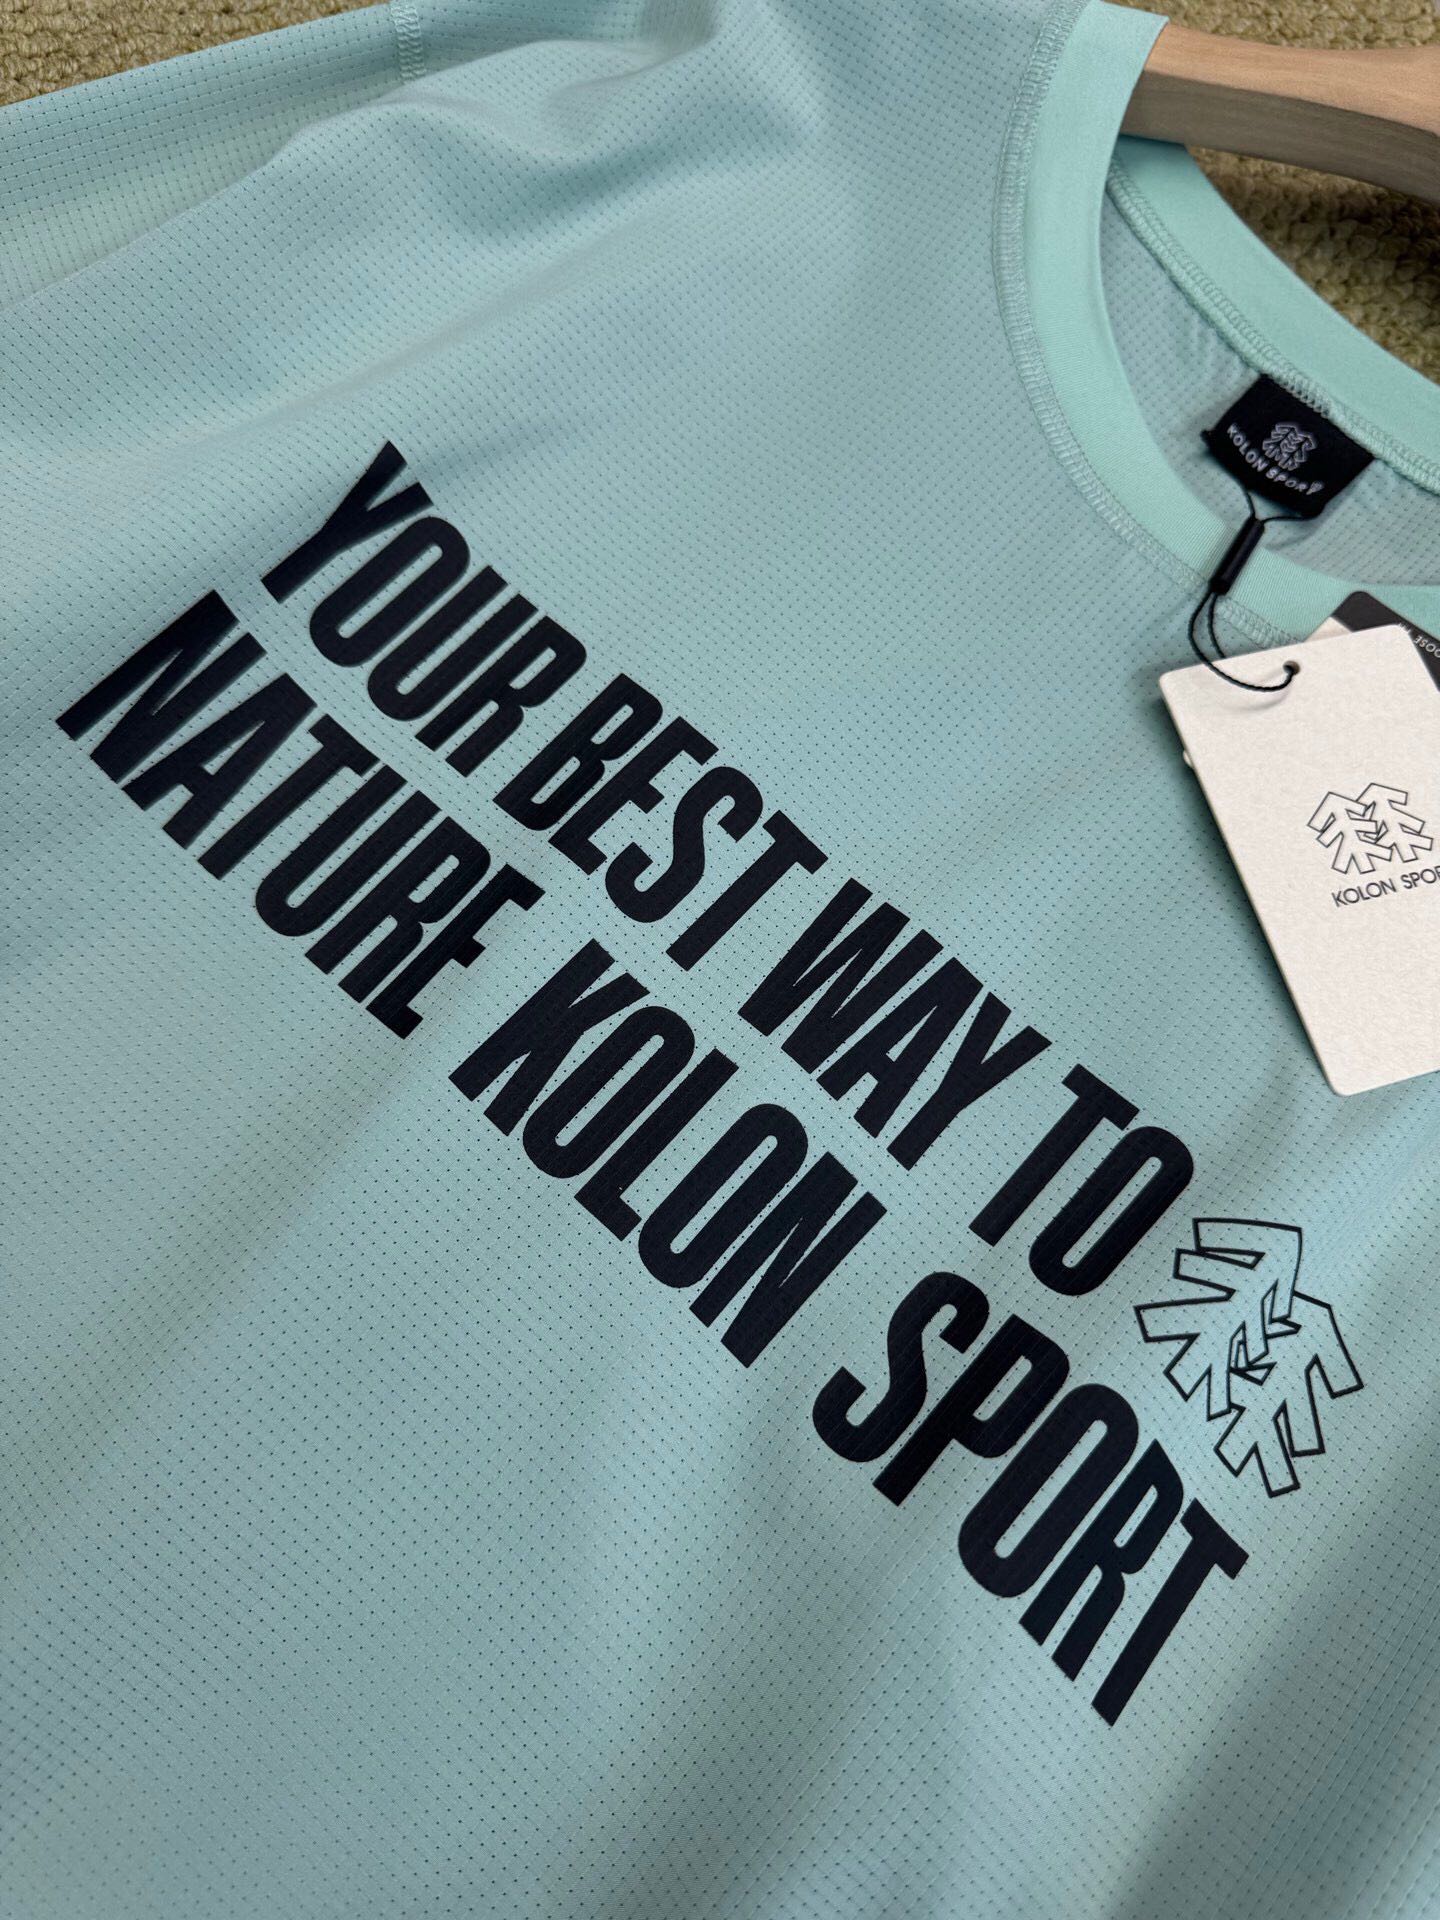 KOLON SPORT
KOLON SPOR
YOUR BEST WAY TO
NATURE KOLON SPORT